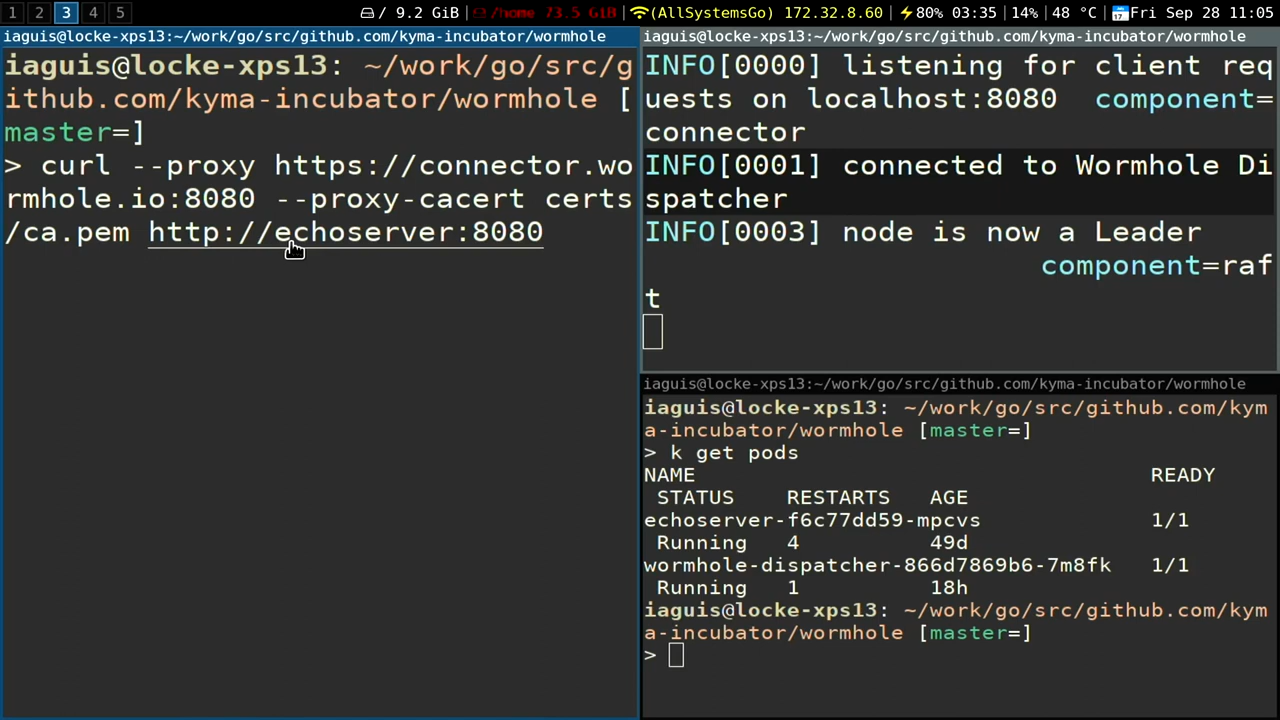 1 2 3 4 5 / 9.2 GiB | /home 73.5 GiB | (AllSystemsGo) 172.32.8.60 | 80% 03:35 | 14% | 48 °C | Fri Sep 28 11:05
iaguis@locke-xps13:~/work/go/src/github.com/kyma-incubator/wormhole
iaguis@locke-xps13: ~/work/go/src/g
ithub.com/kyma-incubator/wormhole [
master=]
> curl --proxy https://connector.wo
rmhole.io:8080 --proxy-cacert certs
/ca.pem http://echoserver:8080
iaguis@locke-xps13:~/work/go/src/github.com/kyma-incubator/wormhole
INFO[0000] listening for client req
uests on localhost:8080 component=
connector
INFO[0001] connected to Wormhole Di
spatcher
INFO[0003] node is now a Leader
component=raf
t
iaguis@locke-xps13:~/work/go/src/github.com/kyma-incubator/wormhole
iaguis@locke-xps13: ~/work/go/src/github.com/kym
a-incubator/wormhole [master=]
> k get pods
NAME READY
STATUS RESTARTS AGE
echoserver-f6c77dd59-mpcvs 1/1
Running 4 49d
wormhole-dispatcher-866d7869b6-7m8fk 1/1
Running 1 18h
iaguis@locke-xps13: ~/work/go/src/github.com/kym
a-incubator/wormhole [master=]
>